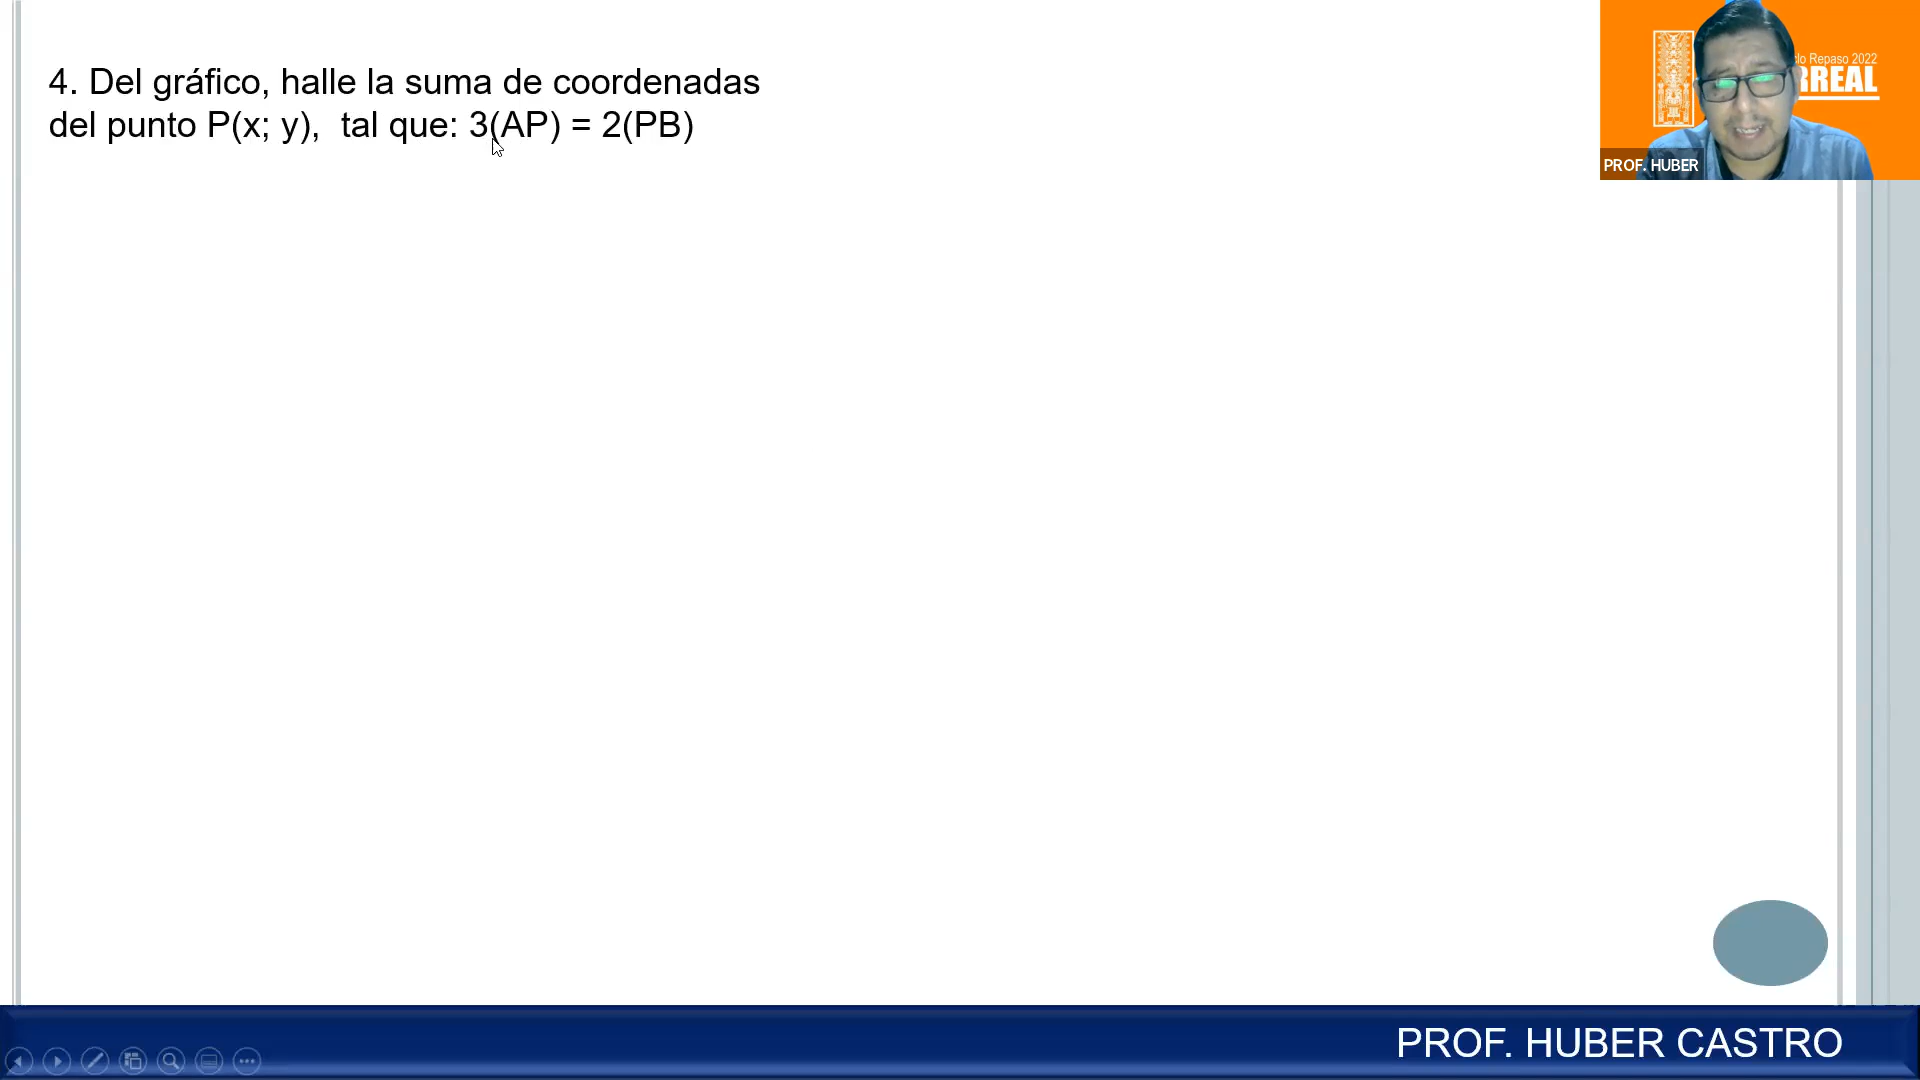 4. Del gráfico, halle la suma de coordenadas
del punto P(x; y), tal que: 3(AP) = 2(PB)
Repaso 2022
PROF. HUBER
PROF. HUBER CASTRO